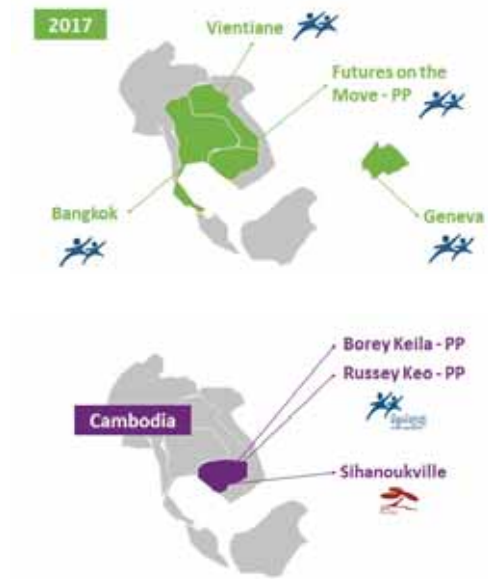 2017
Vientiane
Futures on the
Move - PP
Bangkok
Geneva
Borey Keila - PP
Russey Keo - PP
Cambodia
Sihanoukville